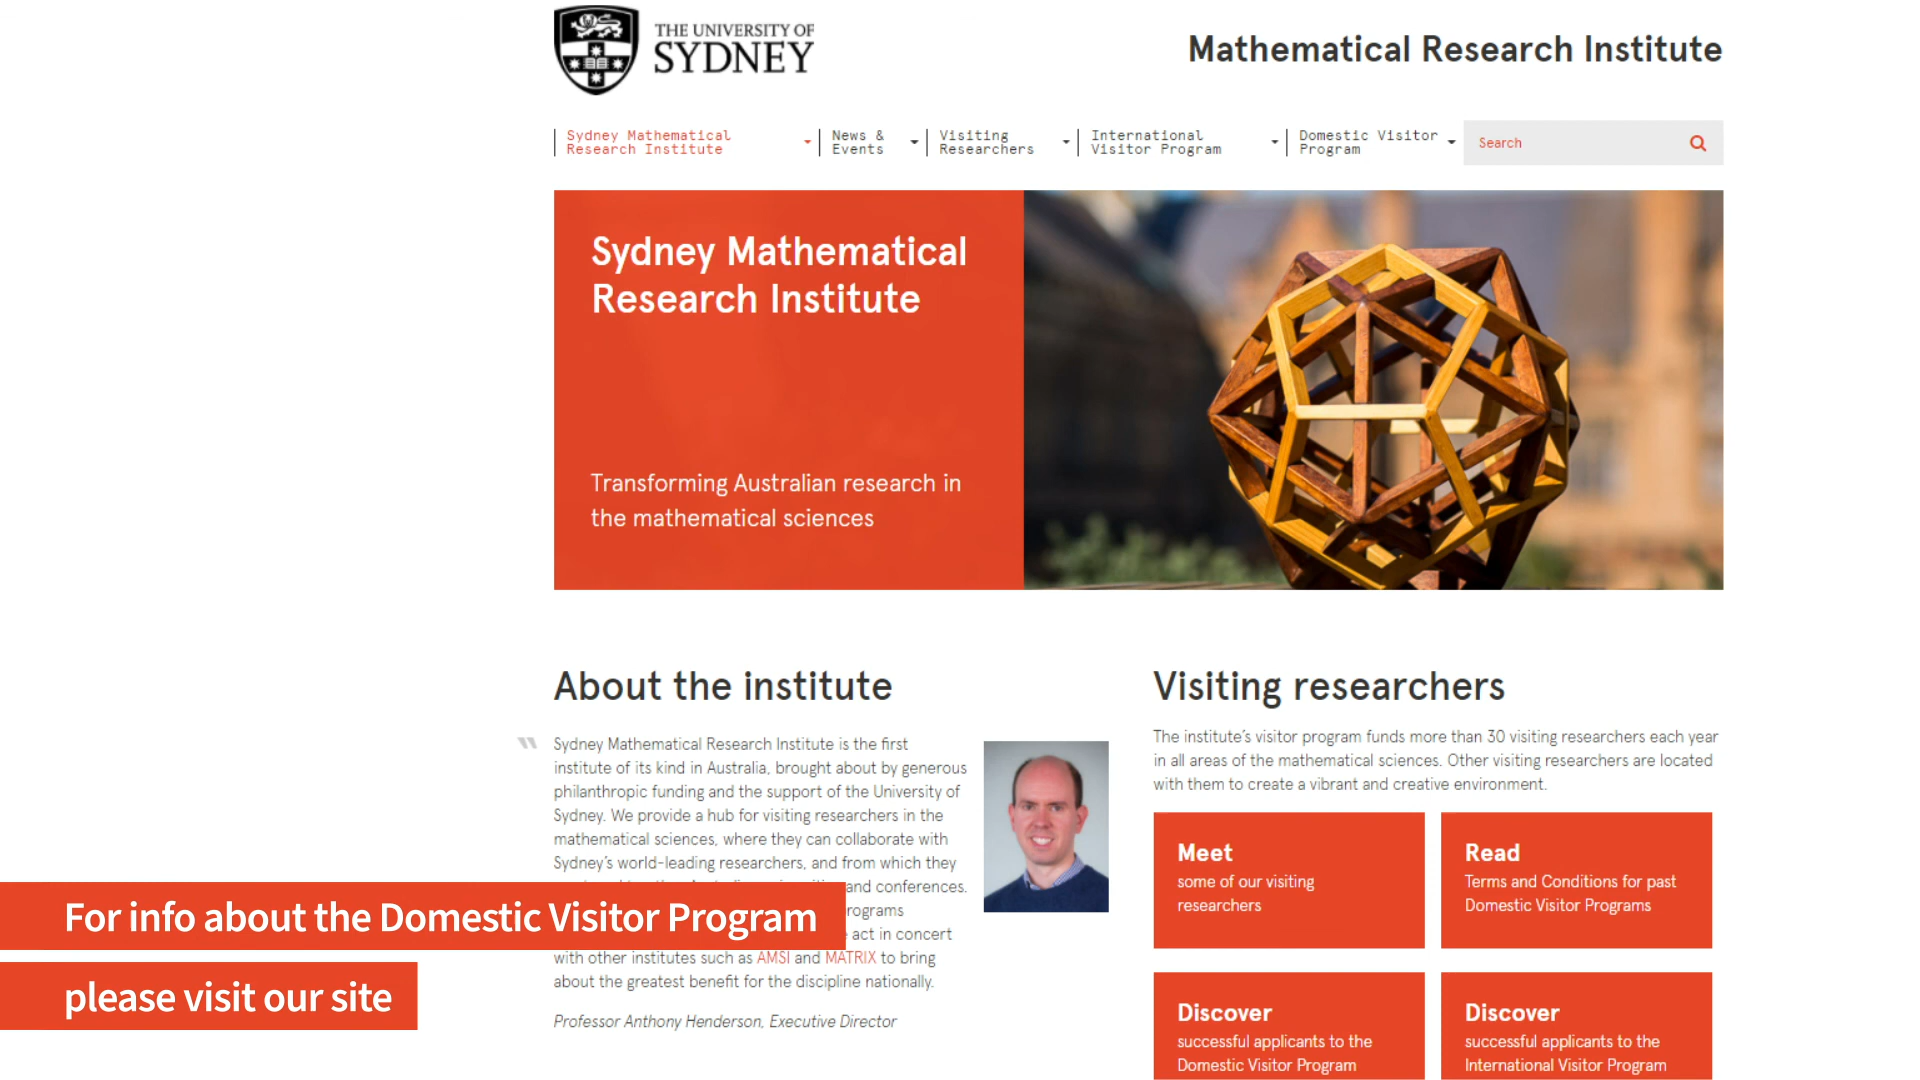 THE UNIVERSITY OF
SYDNEY
Mathematical Research Institute
Sydney Mathematical
Research Institute
News &
Events
Visiting
Researchers
International
Visitor Program
Domestic Visitor
Program
Search
Sydney Mathematical
Research Institute
Transforming Australian research in
the mathematical sciences
About the institute
Sydney Mathematical Research Institute is the first
institute of its kind in Australia, brought about by generous
philanthropic funding and the support of the University of
Sydney. We provide a hub for visiting researchers in the
mathematical sciences, where they can collaborate with
Sydney's world-leading researchers, and from which they
and conferences.
act in concert
with other institutes such as AMSI and MATRIX to bring
about the greatest benefit for the discipline nationally.
Professor Anthony Henderson, Executive Director
Visiting researchers
The institute's visitor program funds more than 30 visiting researchers each year
in all areas of the mathematical sciences. Other visiting researchers are located
with them to create a vibrant and creative environment.
Meet
some of our visiting
researchers
Read
Terms and Conditions for past
Domestic Visitor Programs
Discover
successful applicants to the
Domestic Visitor Program
Discover
successful applicants to the
International Visitor Program
For info about the Domestic Visitor Program
please visit our site